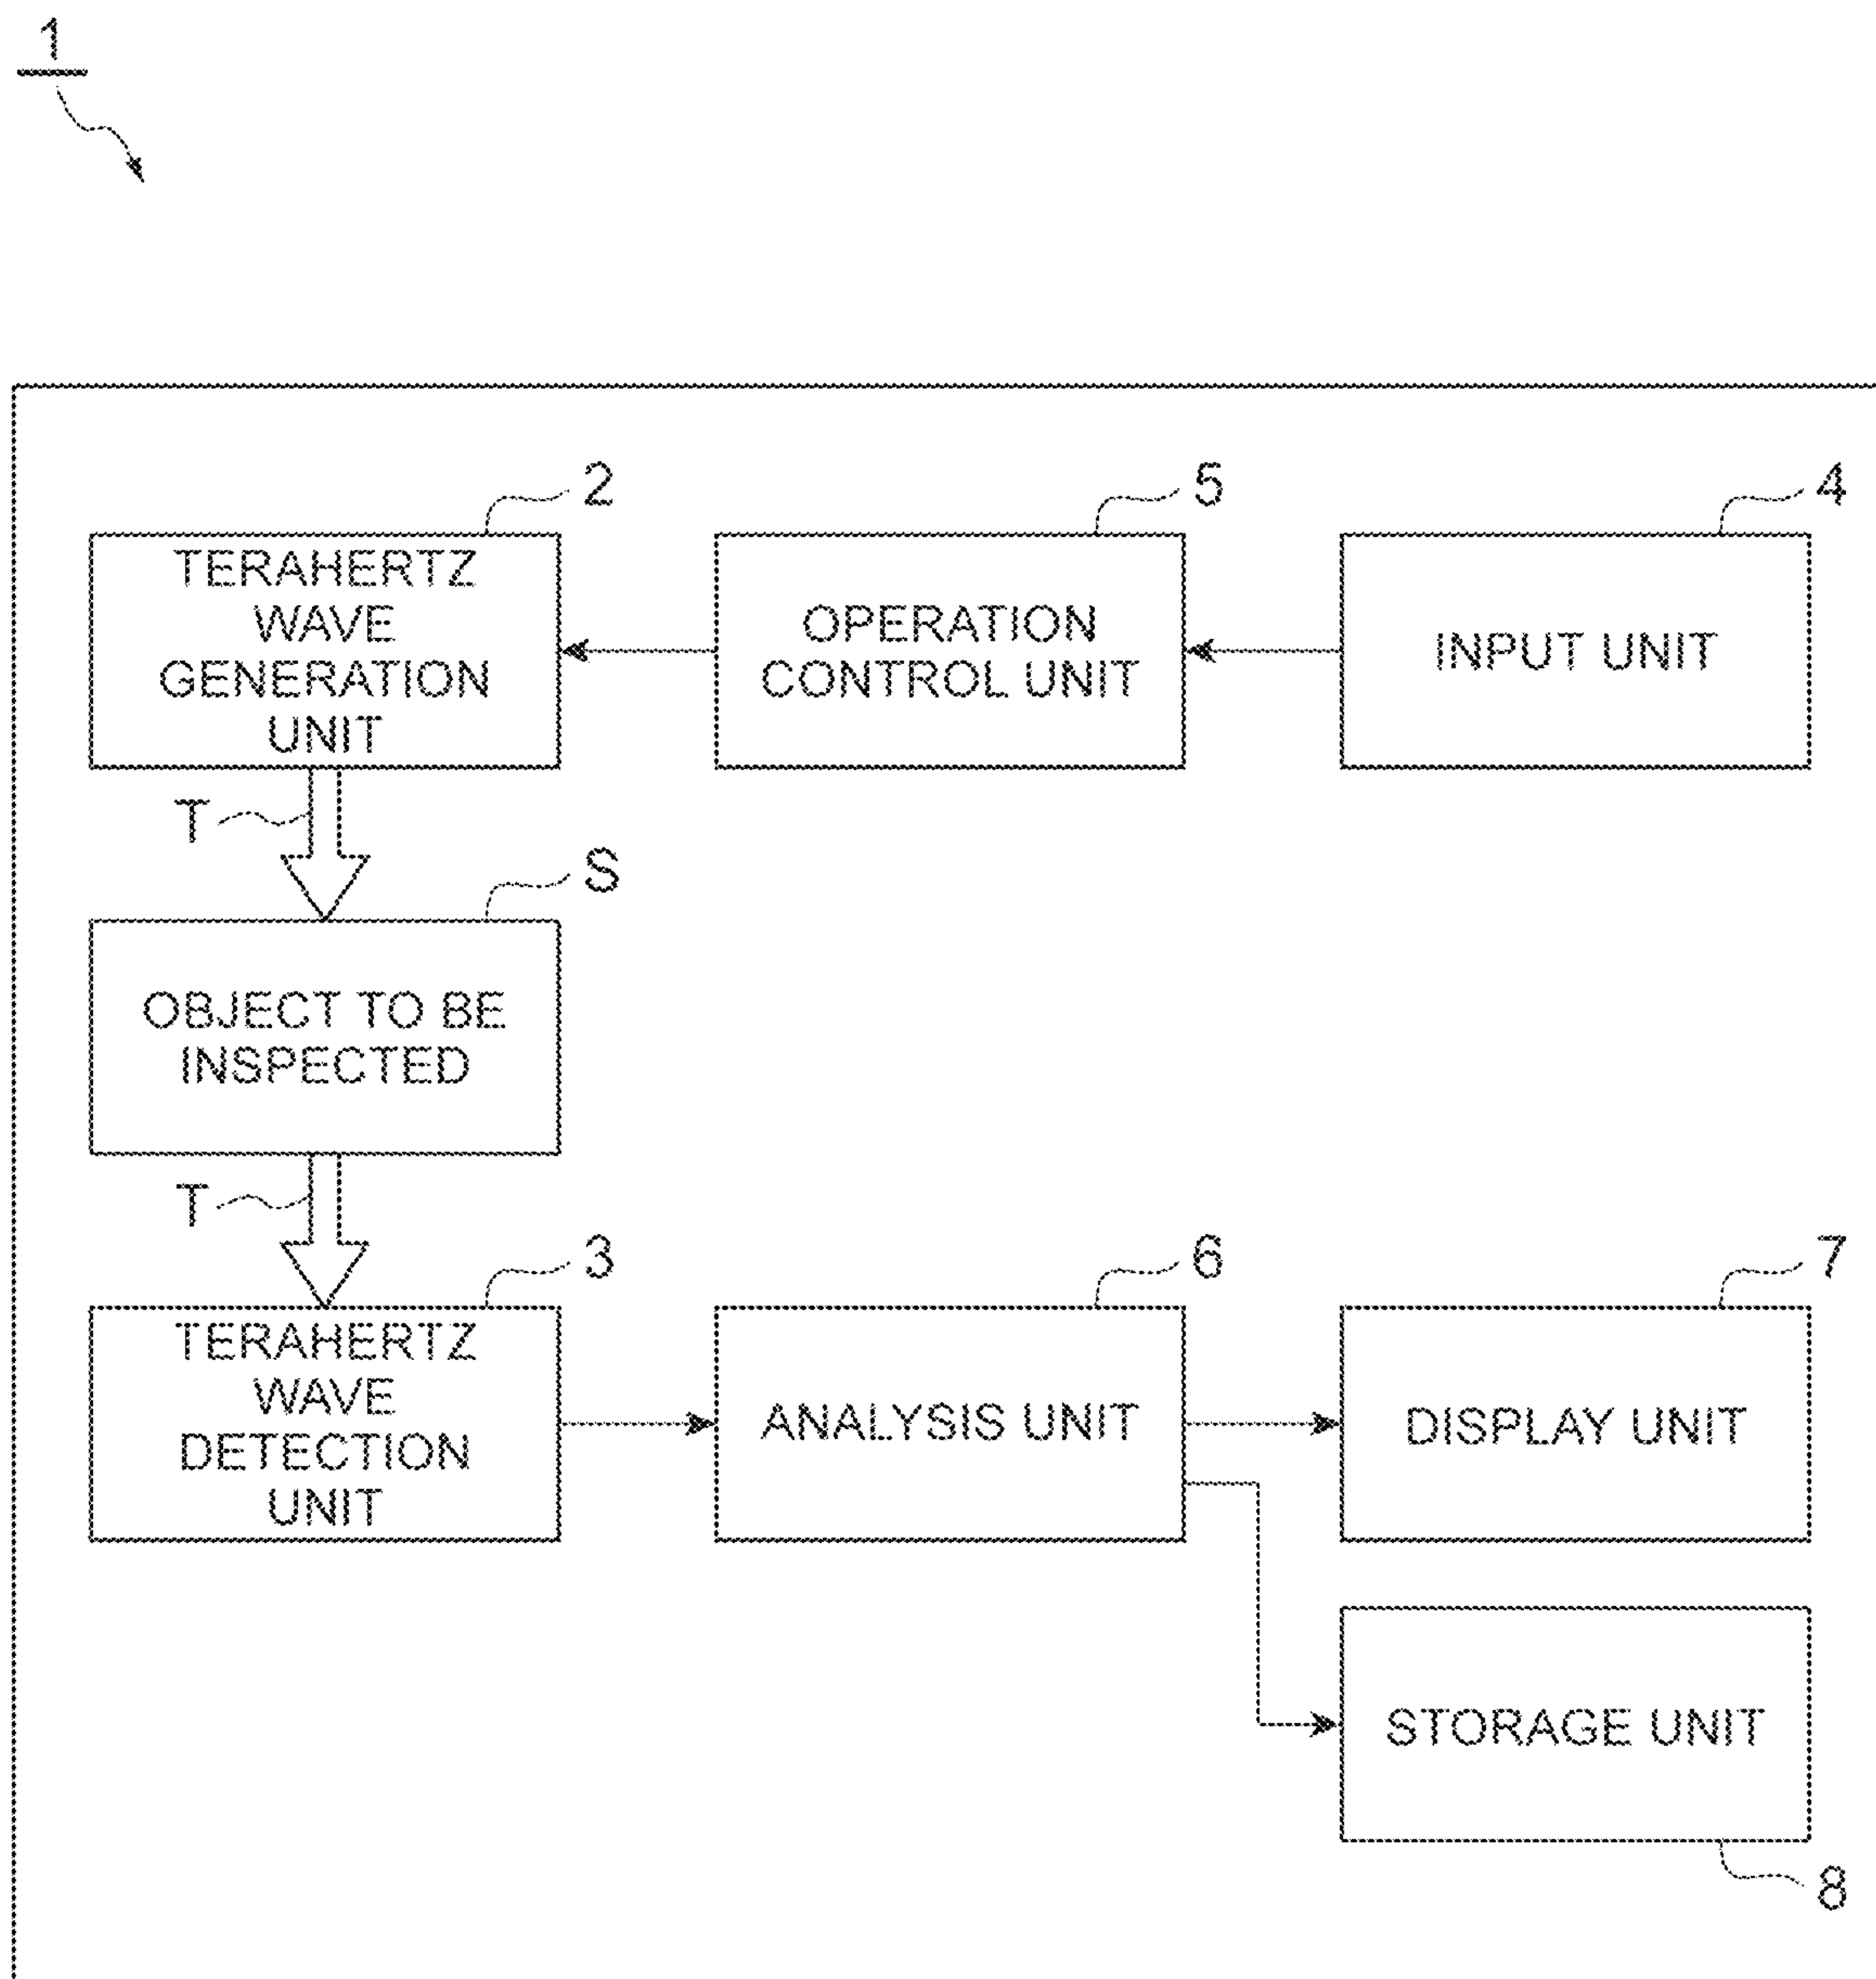 1
2
5
4
TERAHERTZ
WAVE
GENERATION
UNIT
OPERATION
CONTROL UNIT
INPUT UNIT
T
S
OBJECT TO BE
INSPECTED
T
3
6
7
TERAHERTZ
WAVE
DETECTION
UNIT
ANALYSIS UNIT
DISPLAY UNIT
STORAGE UNIT
8